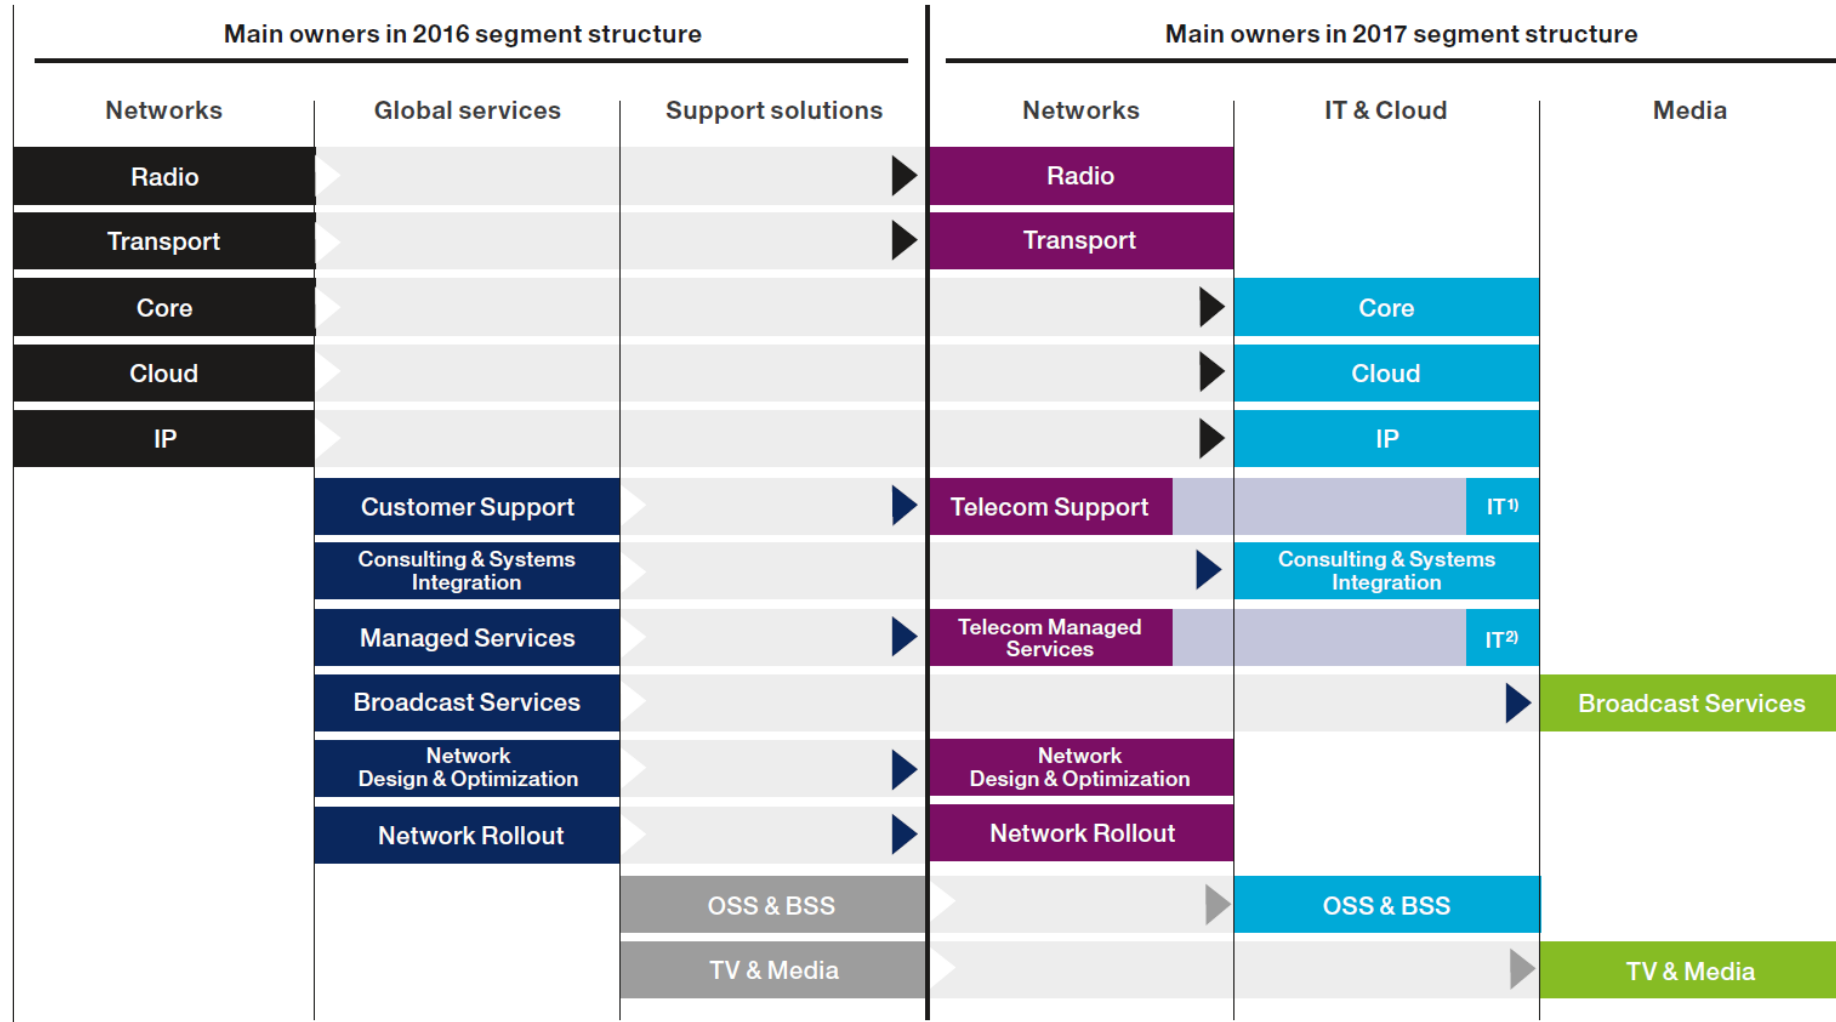 Main owners in 2016 segment structure
Main owners in 2017 segment structure
Networks
Global services
Support solutions
Networks
IT & Cloud
Media
Radio
Radio
Transport
Transport
Core
Core
Cloud
Cloud
IP
IP
Customer Support
Telecom Support
IT1)
Consulting & Systems
Integration
Consulting & Systems
Integration
Managed Services
Telecom Managed
Services
IT2)
Broadcast Services
Broadcast Services
Network
Design & Optimization
Network
Design & Optimization
Network Rollout
Network Rollout
OSS & BSS
OSS & BSS
TV & Media
TV & Media